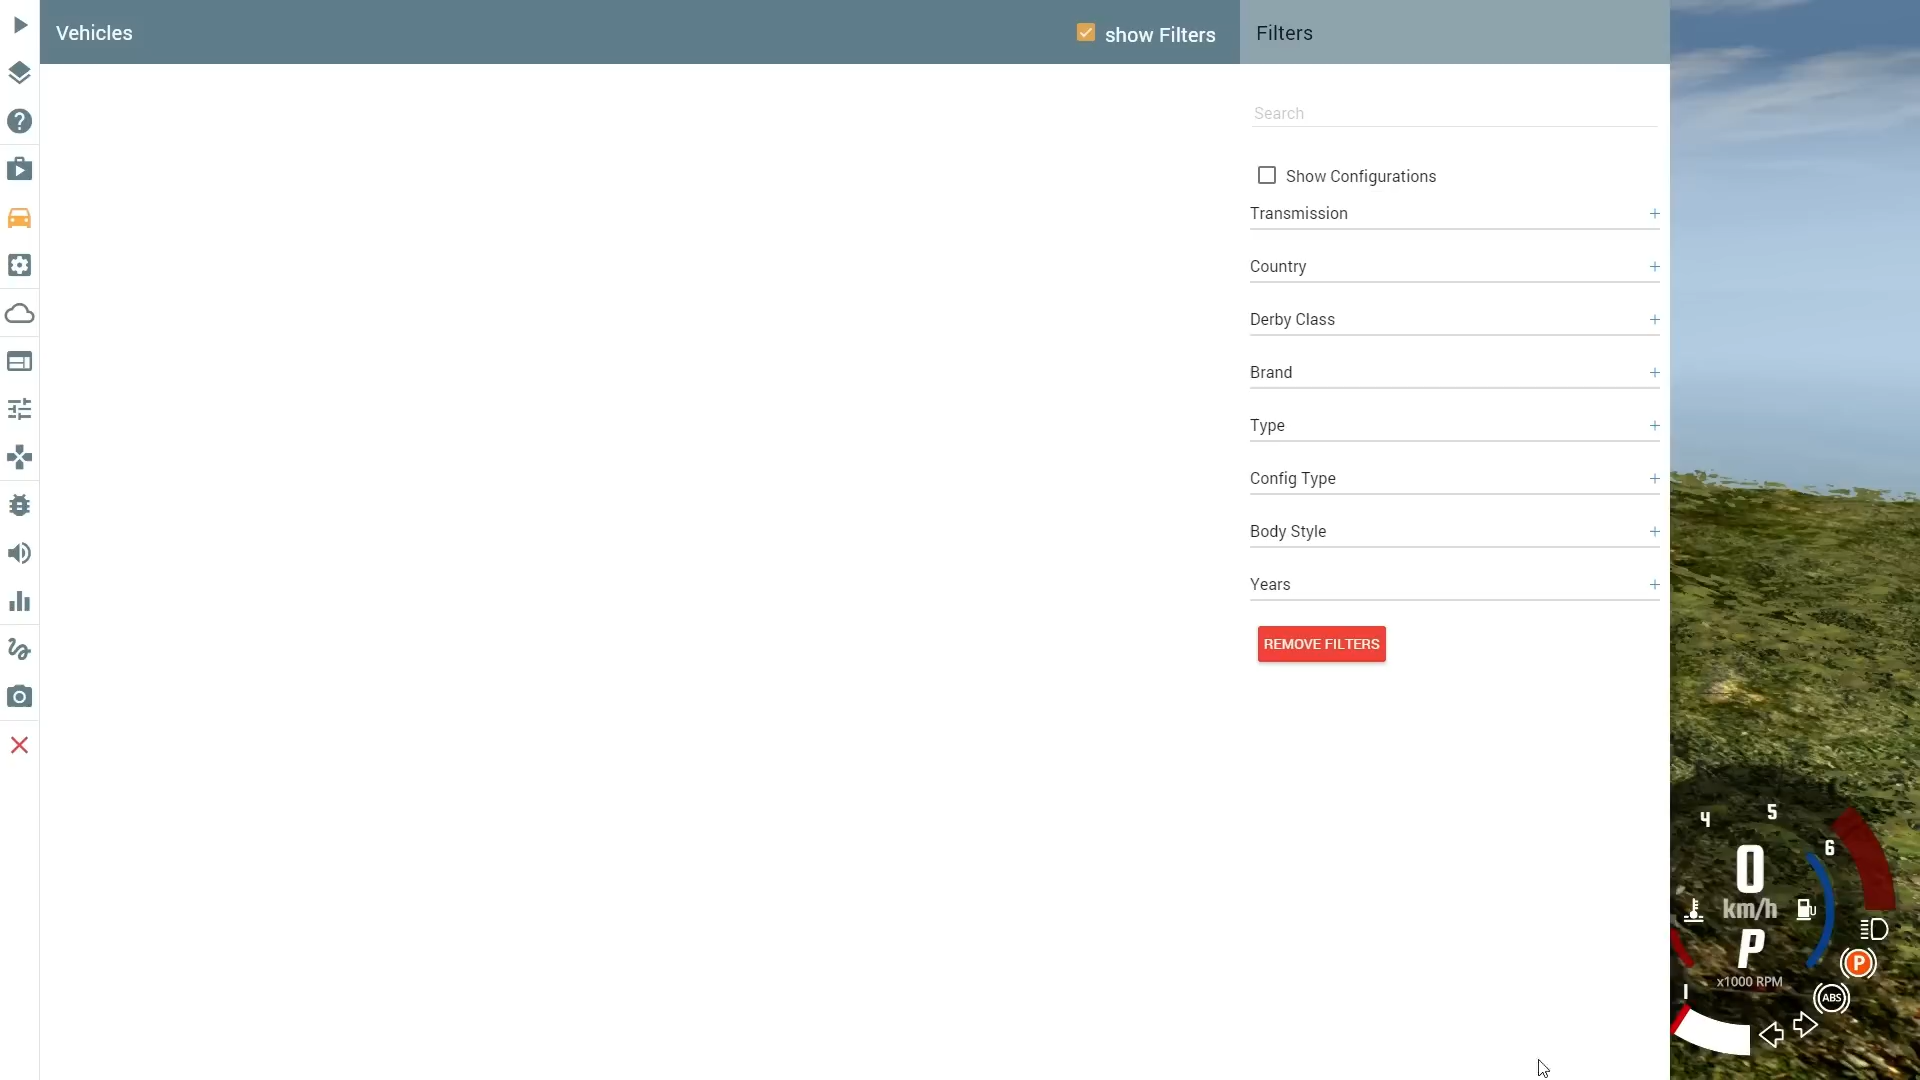 Vehicles
show Filters
Filters
Search
Show Configurations
Transmission +
Country +
Derby Class +
Brand +
Type +
Config Type +
Body Style +
Years +
REMOVE FILTERS
4
5
6
0
km/h
P
P
x1000 RPM
1
ABS